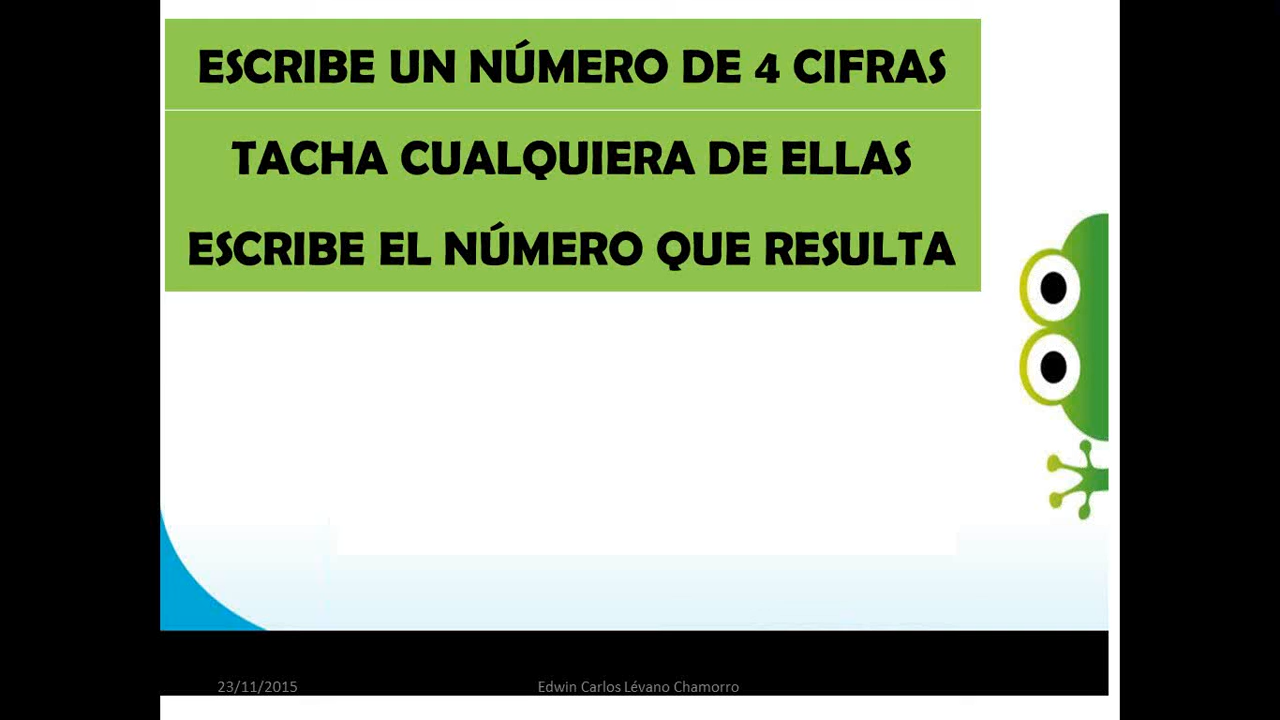 ESCRIBE UN NÚMERO DE 4 CIFRAS
TACHA CUALQUIERA DE ELLAS
ESCRIBE EL NÚMERO QUE RESULTA
23/11/2015
Edwin Carlos Lévano Chamorro